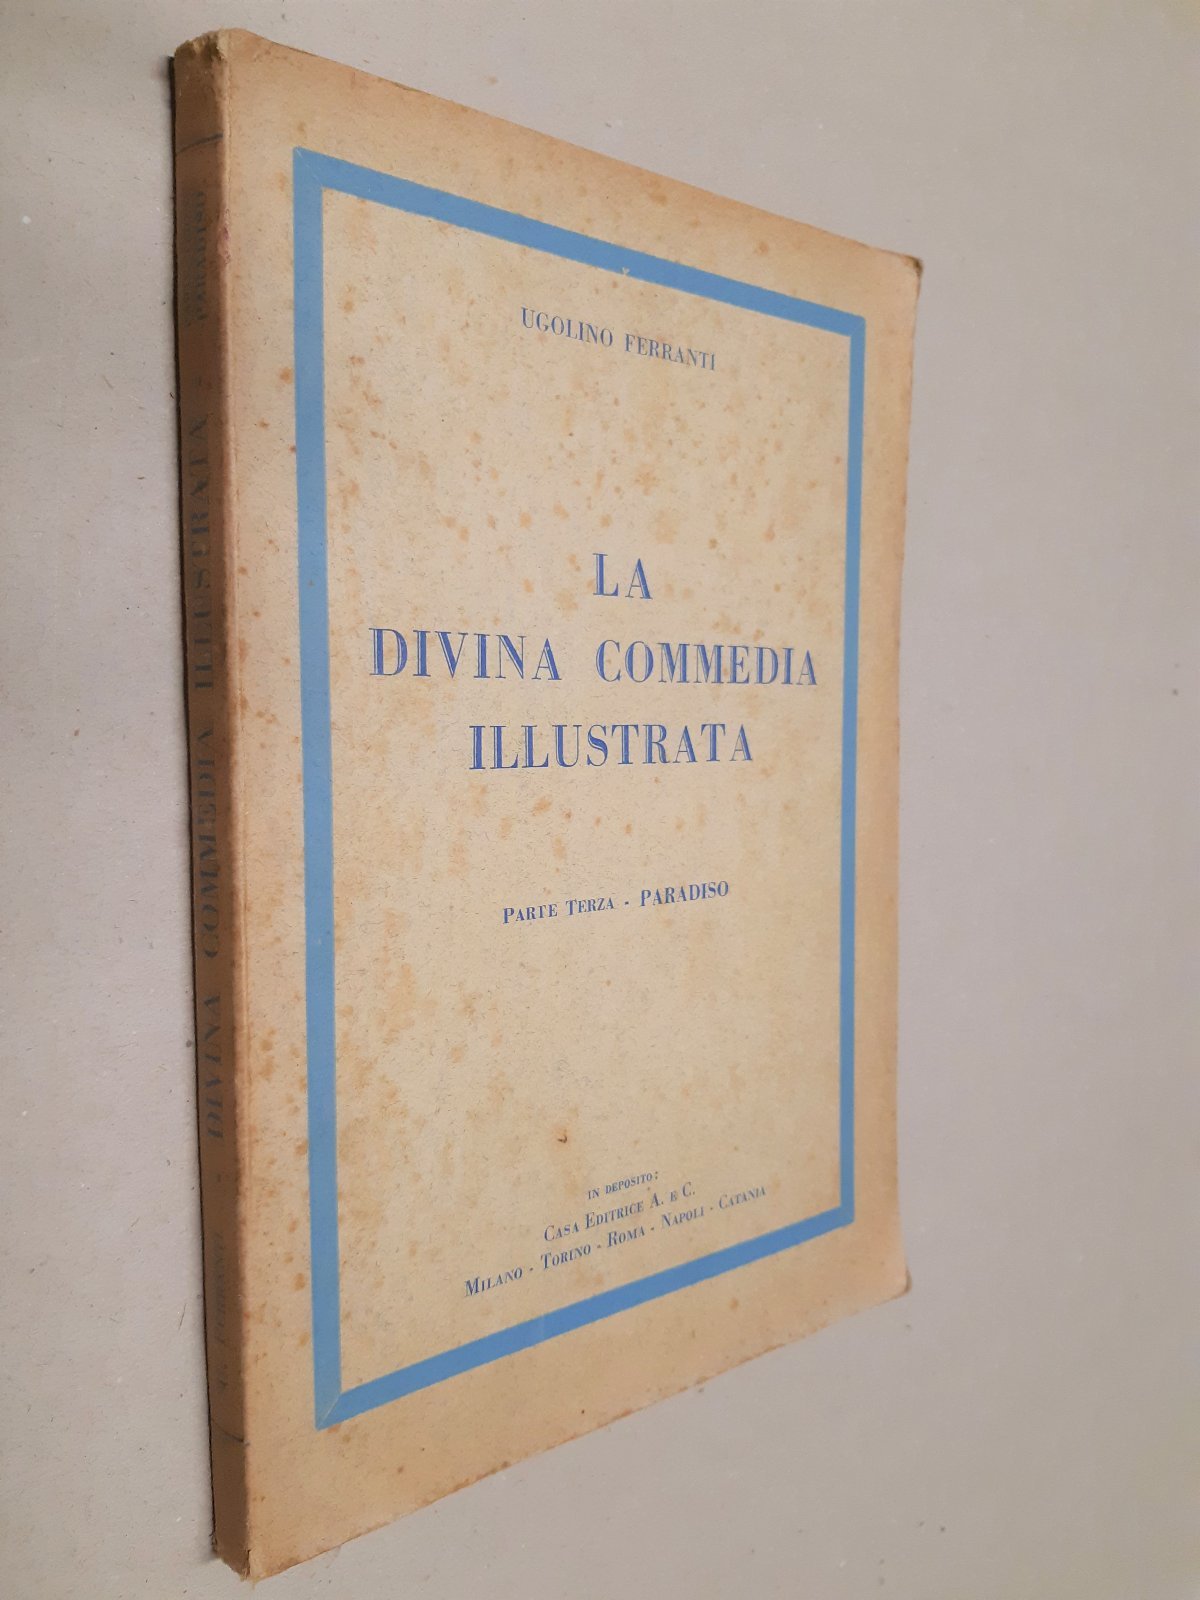 UGOLINO FERRANTI
LA
DIVINA COMMEDIA
ILLUSTRATA
PARTE TERZA - PARADISO
IN DEPOSITO:
CASA EDITRICE A. E C.
MILANO - TORINO - ROMA - NAPOLI - CATANIA
DIVINA COMMEDIA ILLUSTRATA - PARADISO